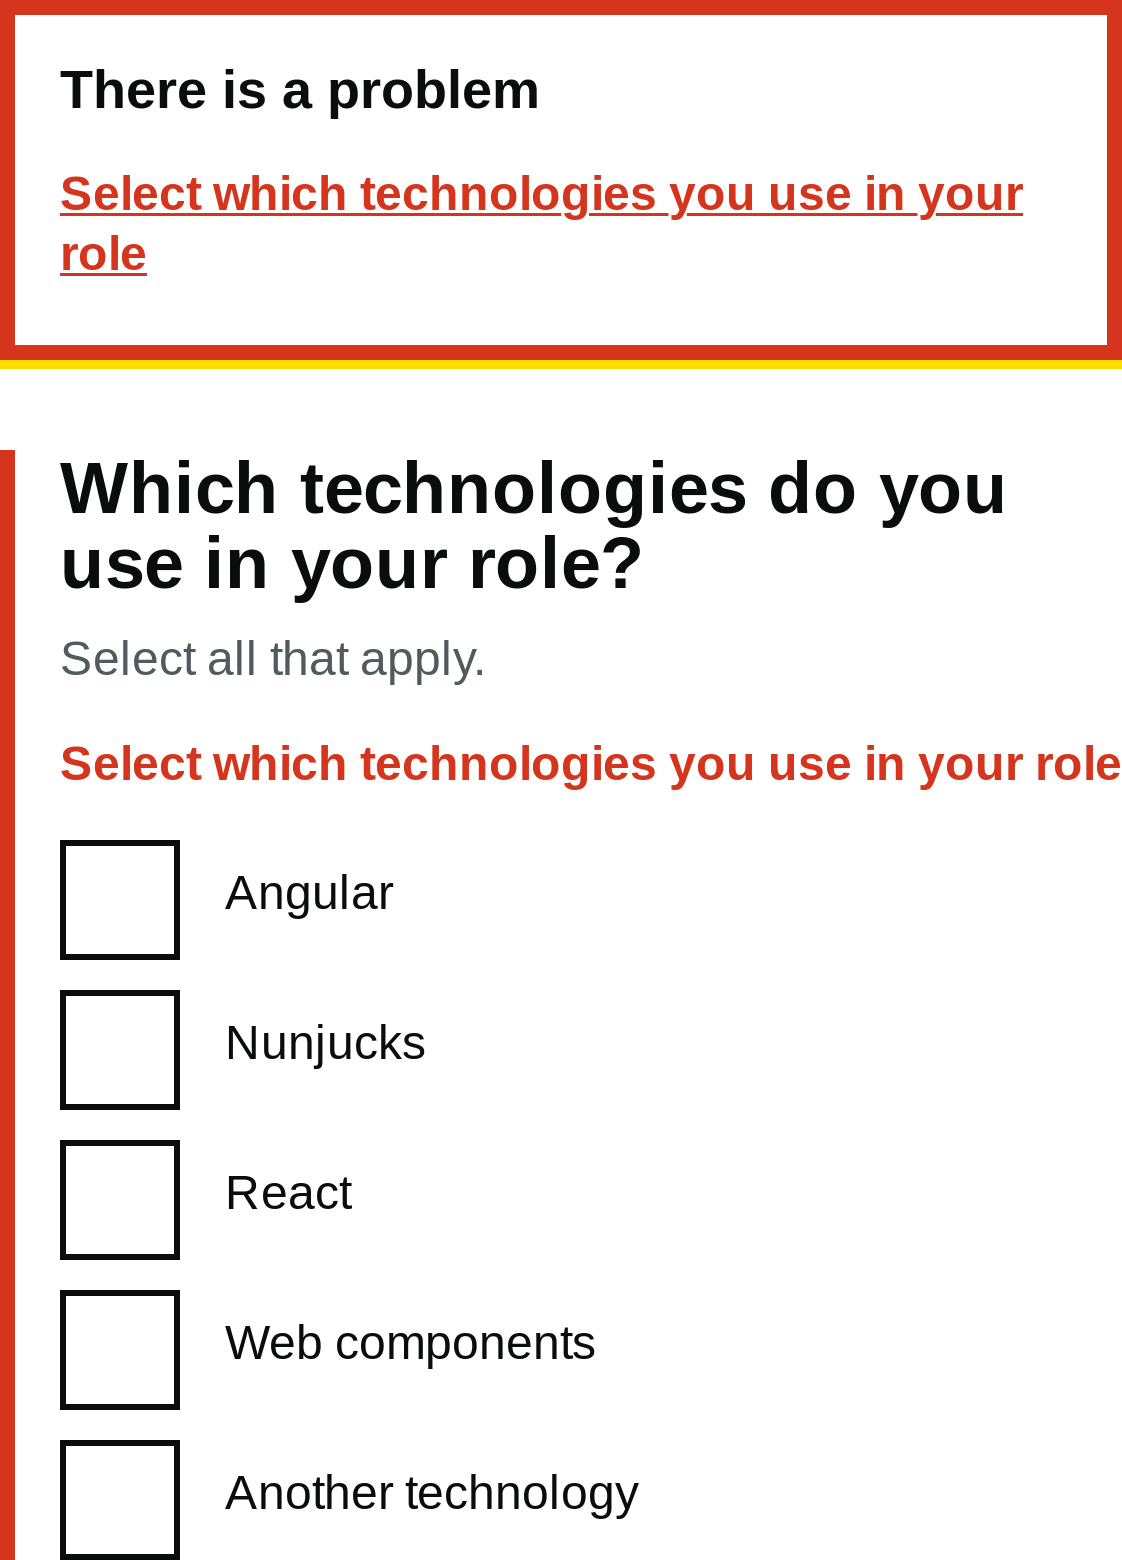 There is a problem
Select which technologies you use in your
role
Which technologies do you
use in your role?
Select all that apply.
Select which technologies you use in your role
Angular
Nunjucks
React
Web components
Another technology